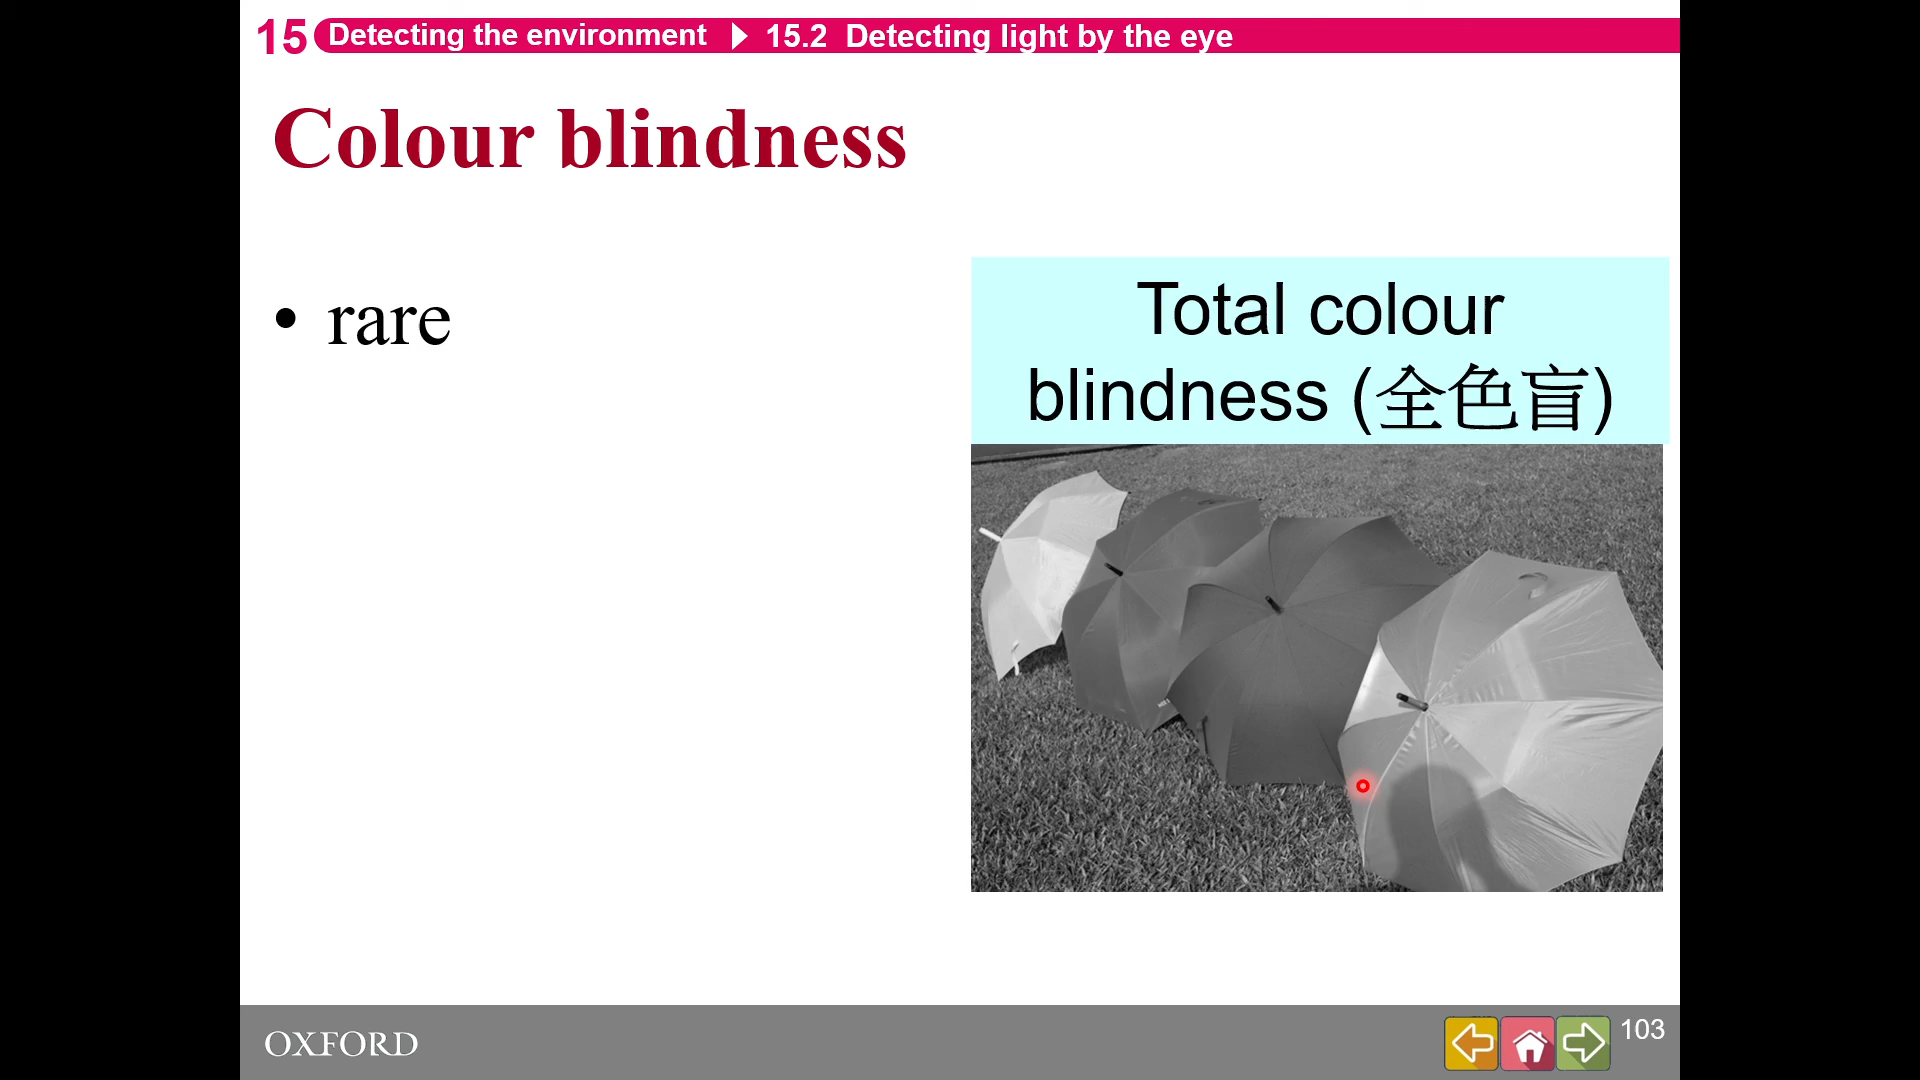 15 Detecting the environment 15.2 Detecting light by the eye
Colour blindness
• rare
Total colour
blindness (全色盲)
OXFORD
103